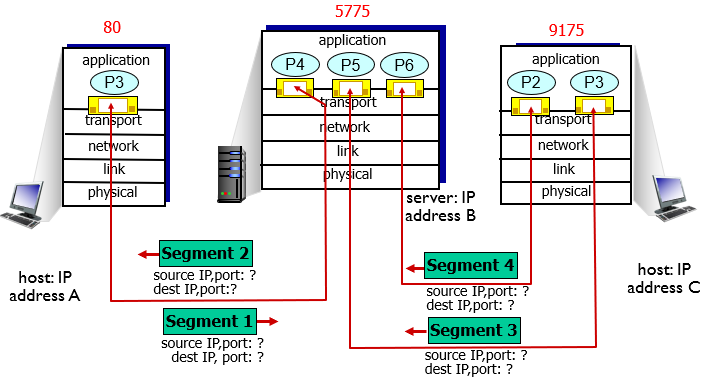 80
application
P3
transport
network
link
physical
host: IP
address A
5775
application
P4
P5
P6
transport
network
link
physical
server: IP
address B
9175
application
P2
P3
transport
network
link
physical
host: IP
address C
Segment 2
source IP,port: ?
dest IP,port:?
Segment 1
source IP,port: ?
dest IP, port: ?
Segment 4
source IP,port: ?
dest IP,port: ?
Segment 3
source IP,port: ?
dest IP,port: ?